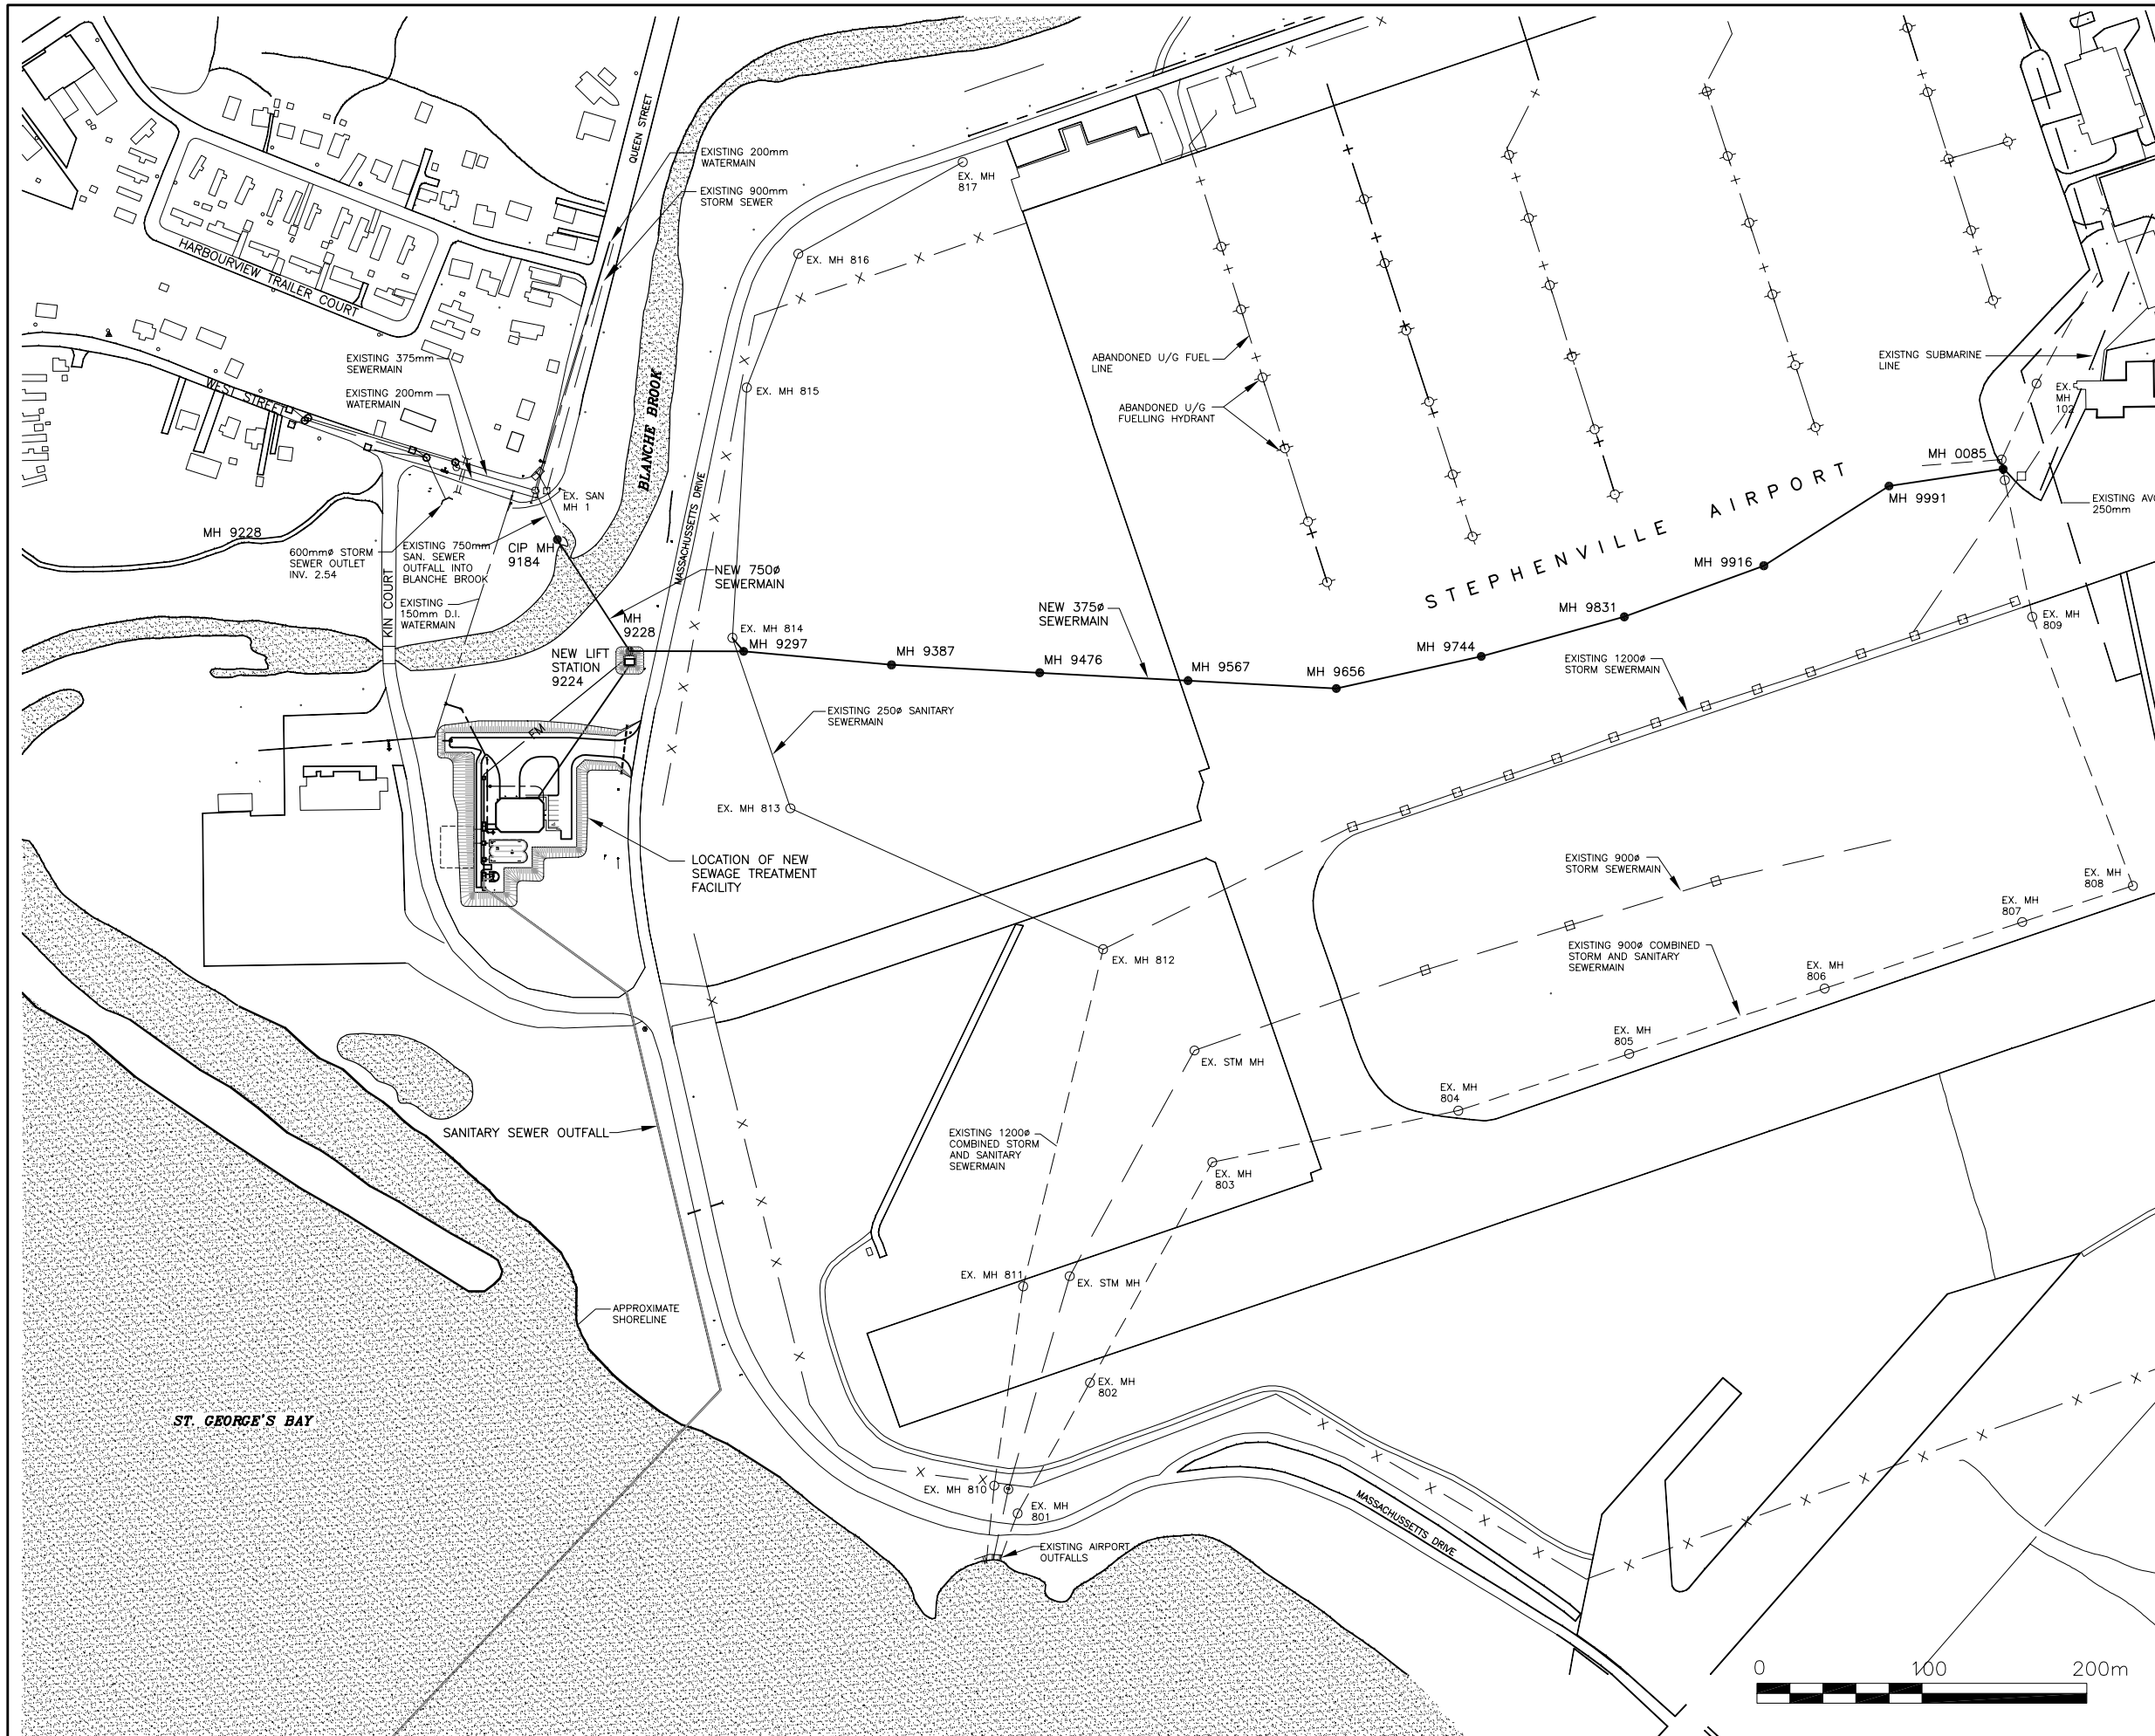 QUEEN STREET
EXISTING 200mm
WATERMAIN
EXISTING 900mm
STORM SEWER
EX. MH
817
EX. MH 816
HARBOURVIEW TRAILER COURT
EXISTING 375mm
SEWERMAIN
EXISTING 200mm
WATERMAIN
WEST STREET
BLANCHE BROOK
EX. MH 815
ABANDONED U/G FUEL
LINE
ABANDONED U/G
FUELLING HYDRANT
EXISTNG SUBMARINE
LINE
EX.
MH
102
MH 0085
MH 9991
EXISTING AV
250mm
STEPHENVILLE AIRPORT
MASSACHUSSETTS DRIVE
EX. SAN
MH 1
MH 9228
600mmø STORM
SEWER OUTLET
INV. 2.54
EXISTING 750mm
SAN. SEWER
OUTFALL INTO
BLANCHE BROOK
CIP MH
9184
NEW 750ø
SEWERMAIN
EXISTING
150mm D.I.
WATERMAIN
KIN COURT
MH
9228
EX. MH 814
MH 9297
NEW LIFT
STATION
9224
MH 9387
NEW 375ø
SEWERMAIN
MH 9476
MH 9567
MH 9656
MH 9744
MH 9831
MH 9916
EX. MH
809
EXISTING 1200ø
STORM SEWERMAIN
EXISTING 250ø SANITARY
SEWERMAIN
FM
EX. MH 813
LOCATION OF NEW
SEWAGE TREATMENT
FACILITY
EXISTING 900ø
STORM SEWERMAIN
EX. MH
808
EX. MH
807
EX. MH 812
EXISTING 900ø COMBINED
STORM AND SANITARY
SEWERMAIN
EX. MH
806
EX. MH
805
EX. STM MH
EX. MH
804
SANITARY SEWER OUTFALL
EXISTING 1200ø
COMBINED STORM
AND SANITARY
SEWERMAIN
EX. MH
803
EX. MH 811
EX. STM MH
APPROXIMATE
SHORELINE
EX. MH
802
ST. GEORGE'S BAY
EX. MH 810
EX. MH
801
MASSACHUSSETTS DRIVE
EXISTING AIRPORT
OUTFALLS
0 100 200m